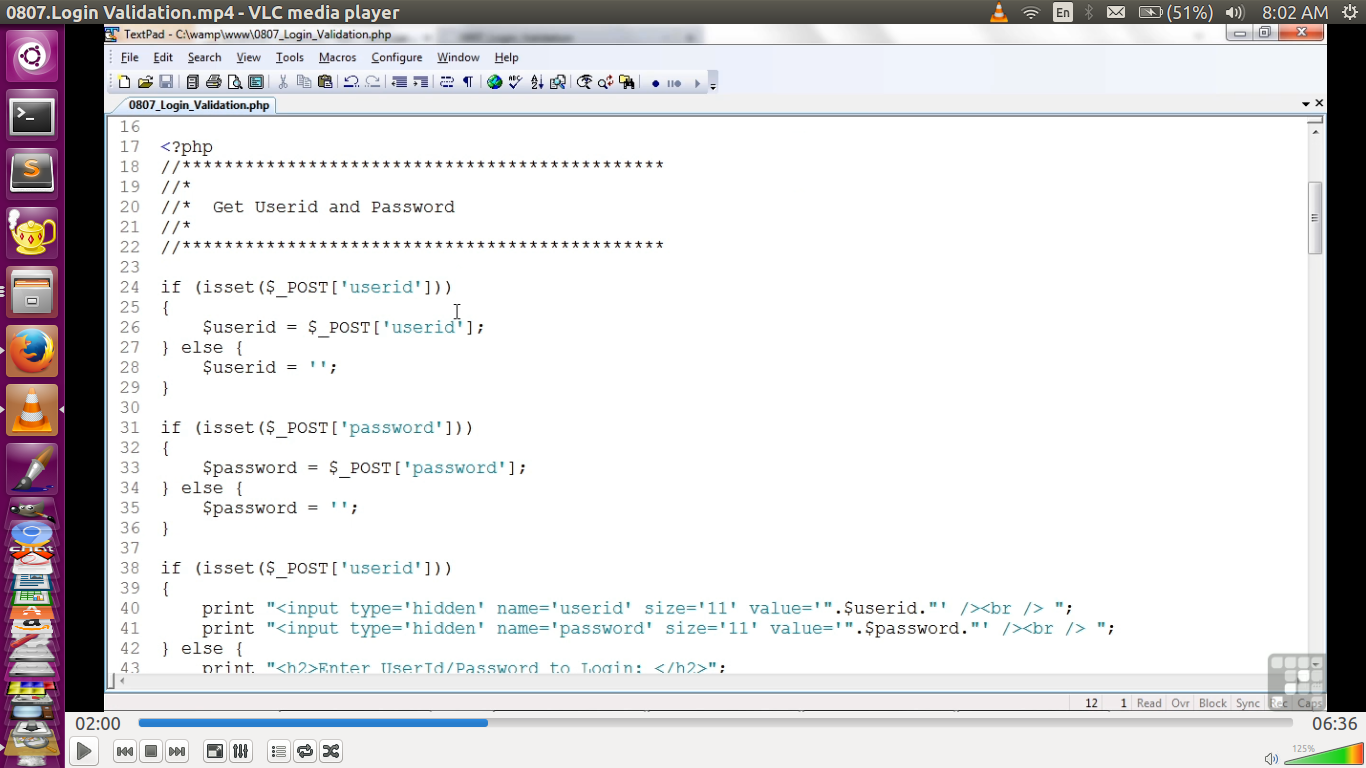 0807.Login Validation.mp4 - VLC media player
En
(51%)
8:02 AM
TextPad - C:\wamp\www\0807_Login_Validation.php
File Edit Search View Tools Macros Configure Window Help
0807_Login_Validation.php
16
17 <?php
18 //**********************************************
19 //*
20 //*  Get Userid and Password
21 //*
22 //**********************************************
23
24 if (isset($_POST['userid']))
25 {
26     $userid = $_POST['userid'];
27 } else {
28     $userid = '';
29 }
30
31 if (isset($_POST['password']))
32 {
33     $password = $_POST['password'];
34 } else {
35     $password = '';
36 }
37
38 if (isset($_POST['userid']))
39 {
40     print "<input type='hidden' name='userid' size='11' value='".$userid."' /><br /> ";
41     print "<input type='hidden' name='password' size='11' value='".$password."' /><br /> ";
42 } else {
43     print "<h2>Enter UserId/Password to Login: </h2>";
12 1 Read Ovr Block Sync Rec Caps
02:00
06:36
125%